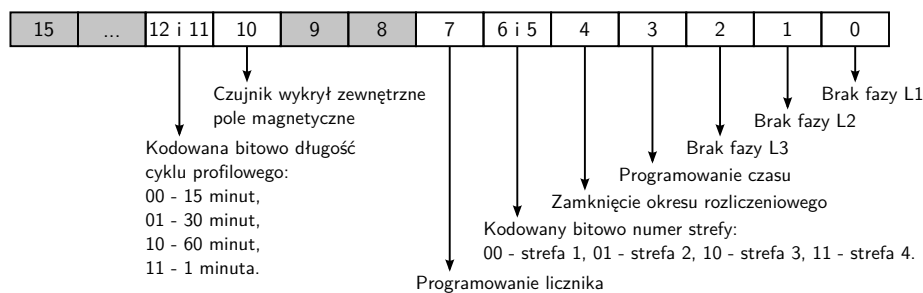 15 ... 12 i 11 10 9 8 7 6 i 5 4 3 2 1 0
Czujnik wykrył zewnętrzne
pole magnetyczne
Brak fazy L1
Brak fazy L2
Brak fazy L3
Kodowana bitowo długość
cyklu profilowego:
00 - 15 minut,
01 - 30 minut,
10 - 60 minut,
11 - 1 minuta.
Programowanie czasu
Zamknięcie okresu rozliczeniowego
Kodowany bitowo numer strefy:
00 - strefa 1, 01 - strefa 2, 10 - strefa 3, 11 - strefa 4.
Programowanie licznika